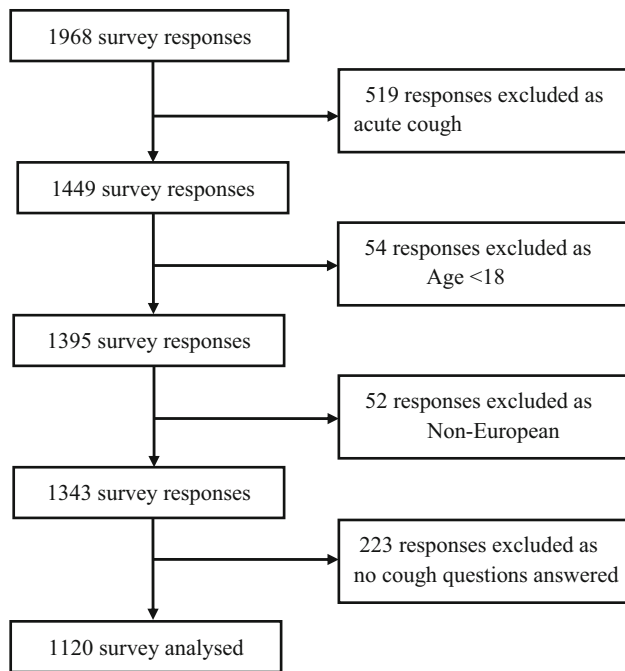 1968 survey responses
519 responses excluded as
acute cough
1449 survey responses
54 responses excluded as
Age <18
1395 survey responses
52 responses excluded as
Non-European
1343 survey responses
223 responses excluded as
no cough questions answered
1120 survey analysed